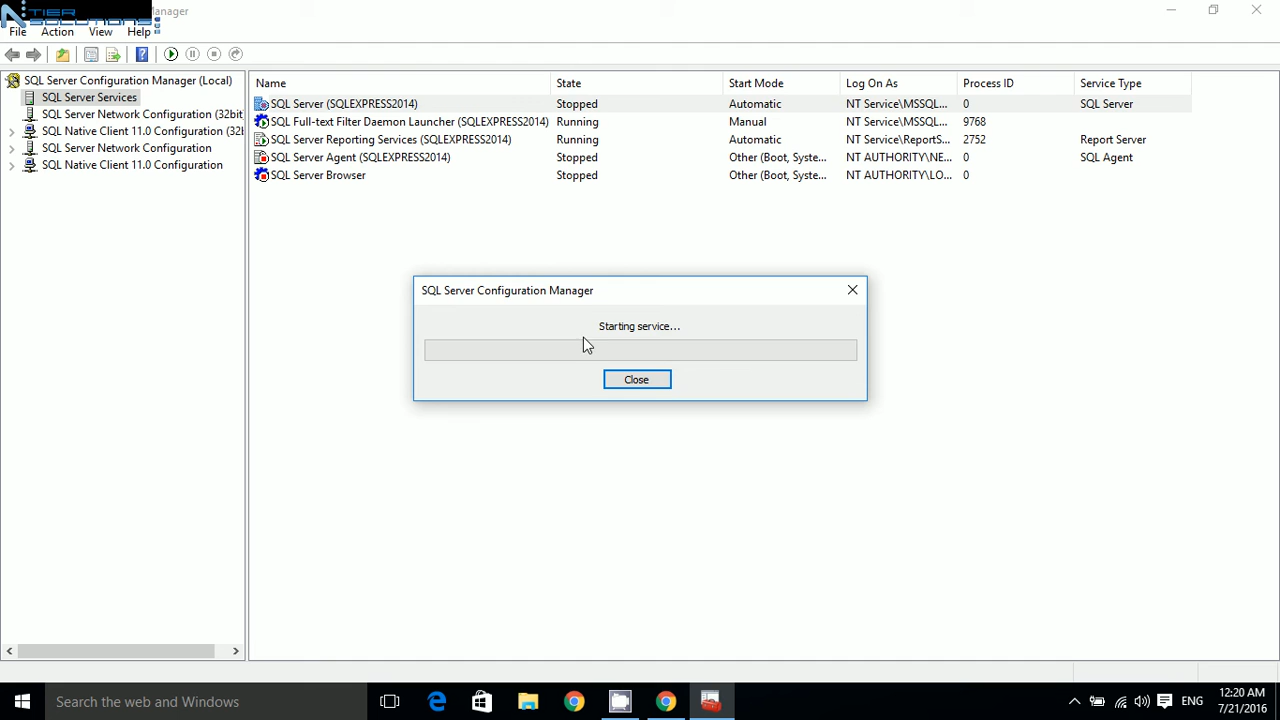 TIER
SOLUTIONS
anager
File Action View Help
SQL Server Configuration Manager (Local)
SQL Server Services
SQL Server Network Configuration (32bit
SQL Native Client 11.0 Configuration (32l
SQL Server Network Configuration
SQL Native Client 11.0 Configuration
Name State Start Mode Log On As Process ID Service Type
SQL Server (SQLEXPRESS2014) Stopped Automatic NT Service\MSSQL... 0 SQL Server
SQL Full-text Filter Daemon Launcher (SQLEXPRESS2014) Running Manual NT Service\MSSQL... 9768
SQL Server Reporting Services (SQLEXPRESS2014) Running Automatic NT Service\ReportS... 2752 Report Server
SQL Server Agent (SQLEXPRESS2014) Stopped Other (Boot, Syste... NT AUTHORITY\NE... 0 SQL Agent
SQL Server Browser Stopped Other (Boot, Syste... NT AUTHORITY\LO... 0
SQL Server Configuration Manager
Starting service...
Close
Search the web and Windows
ENG
12:20 AM
7/21/2016